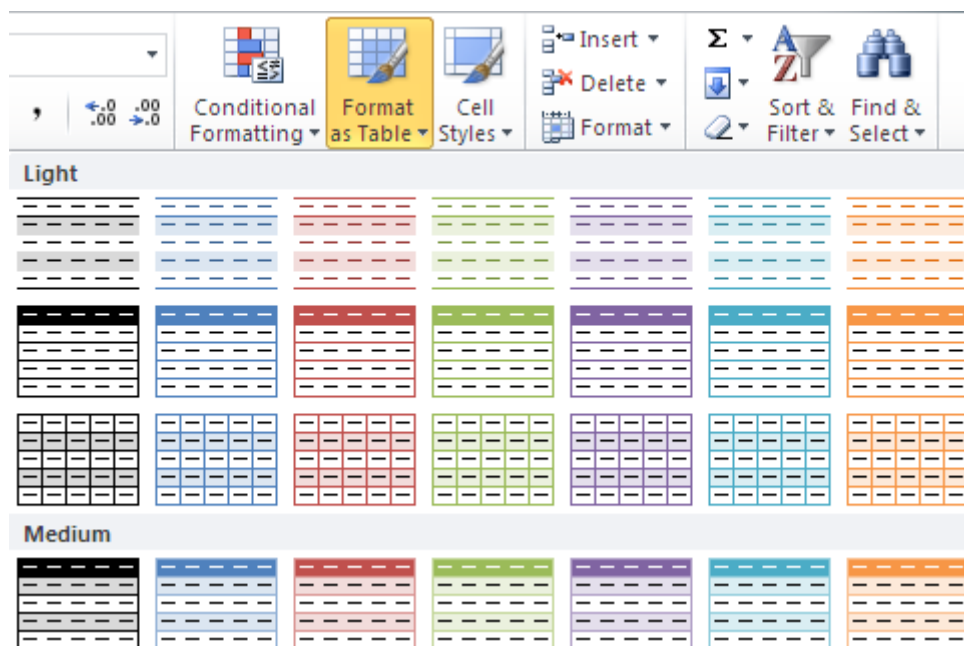 Conditional Formatting
Format as Table
Cell Styles
Insert
Delete
Format
Σ
A
Z
Sort & Filter
Find & Select
,
.0
.00
.00
.0
Light
Medium